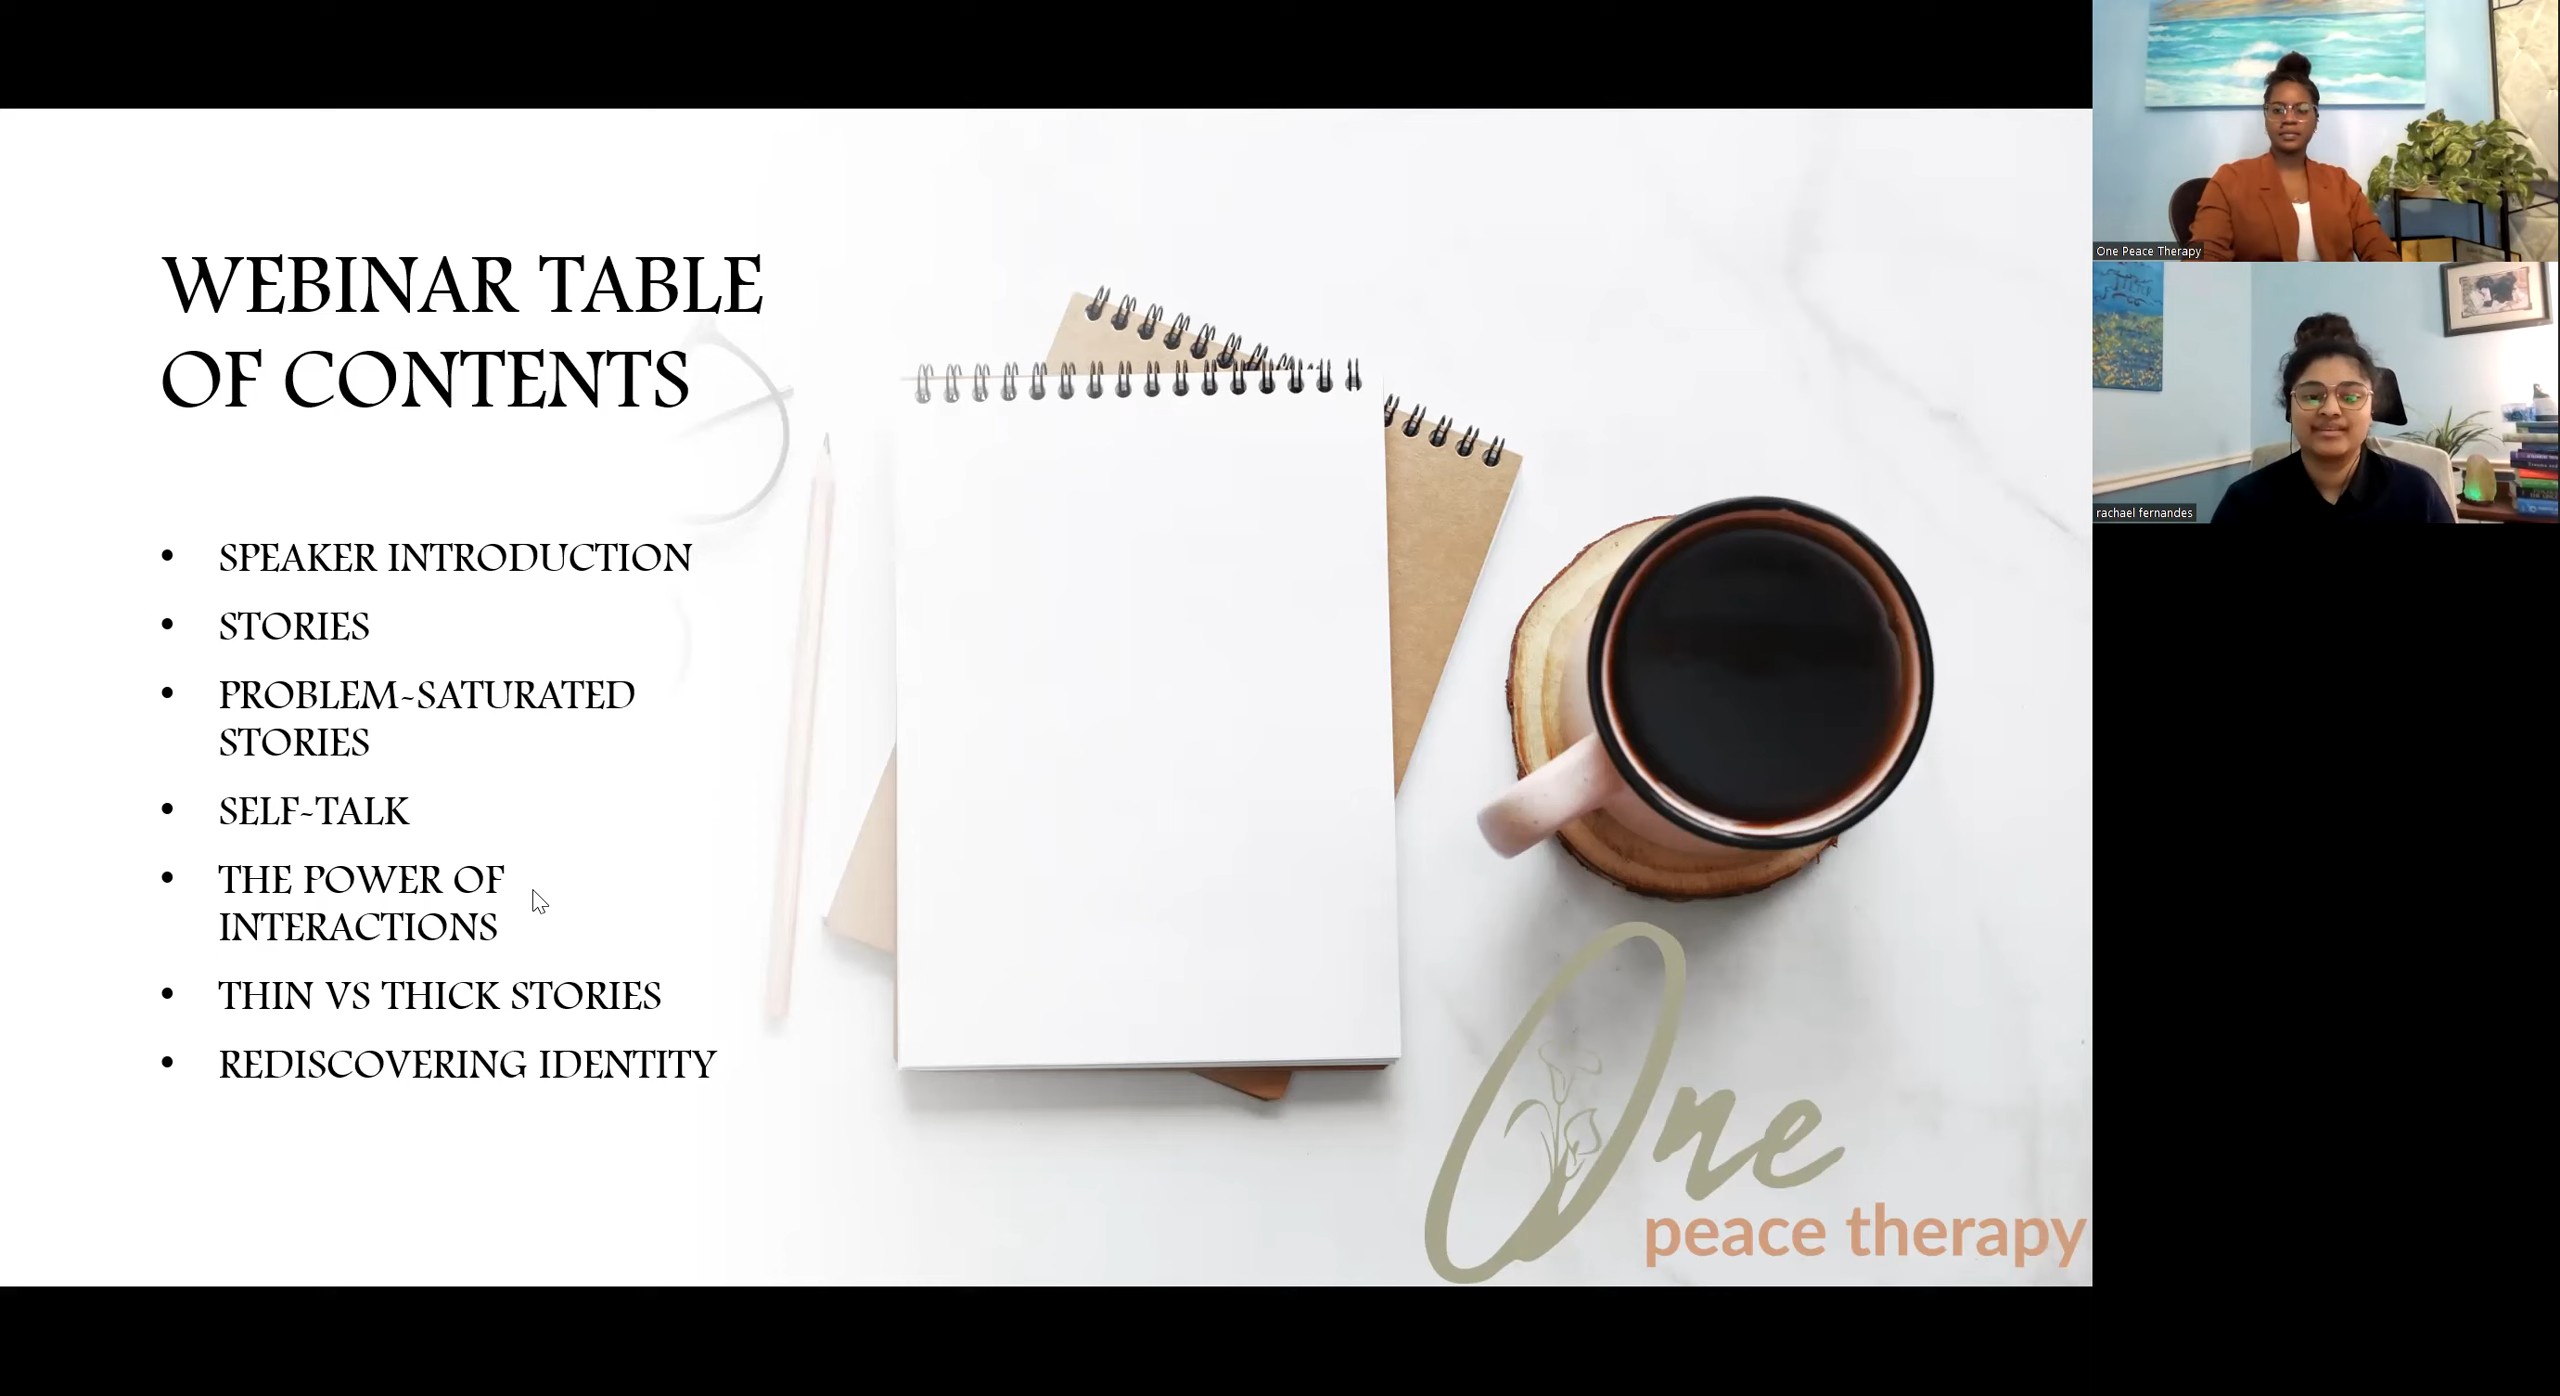 WEBINAR TABLE
OF CONTENTS
• SPEAKER INTRODUCTION
• STORIES
• PROBLEM-SATURATED
STORIES
• SELF-TALK
• THE POWER OF
INTERACTIONS
• THIN VS THICK STORIES
• REDISCOVERING IDENTITY
One
peace therapy
One Peace Therapy
rachael fernandes